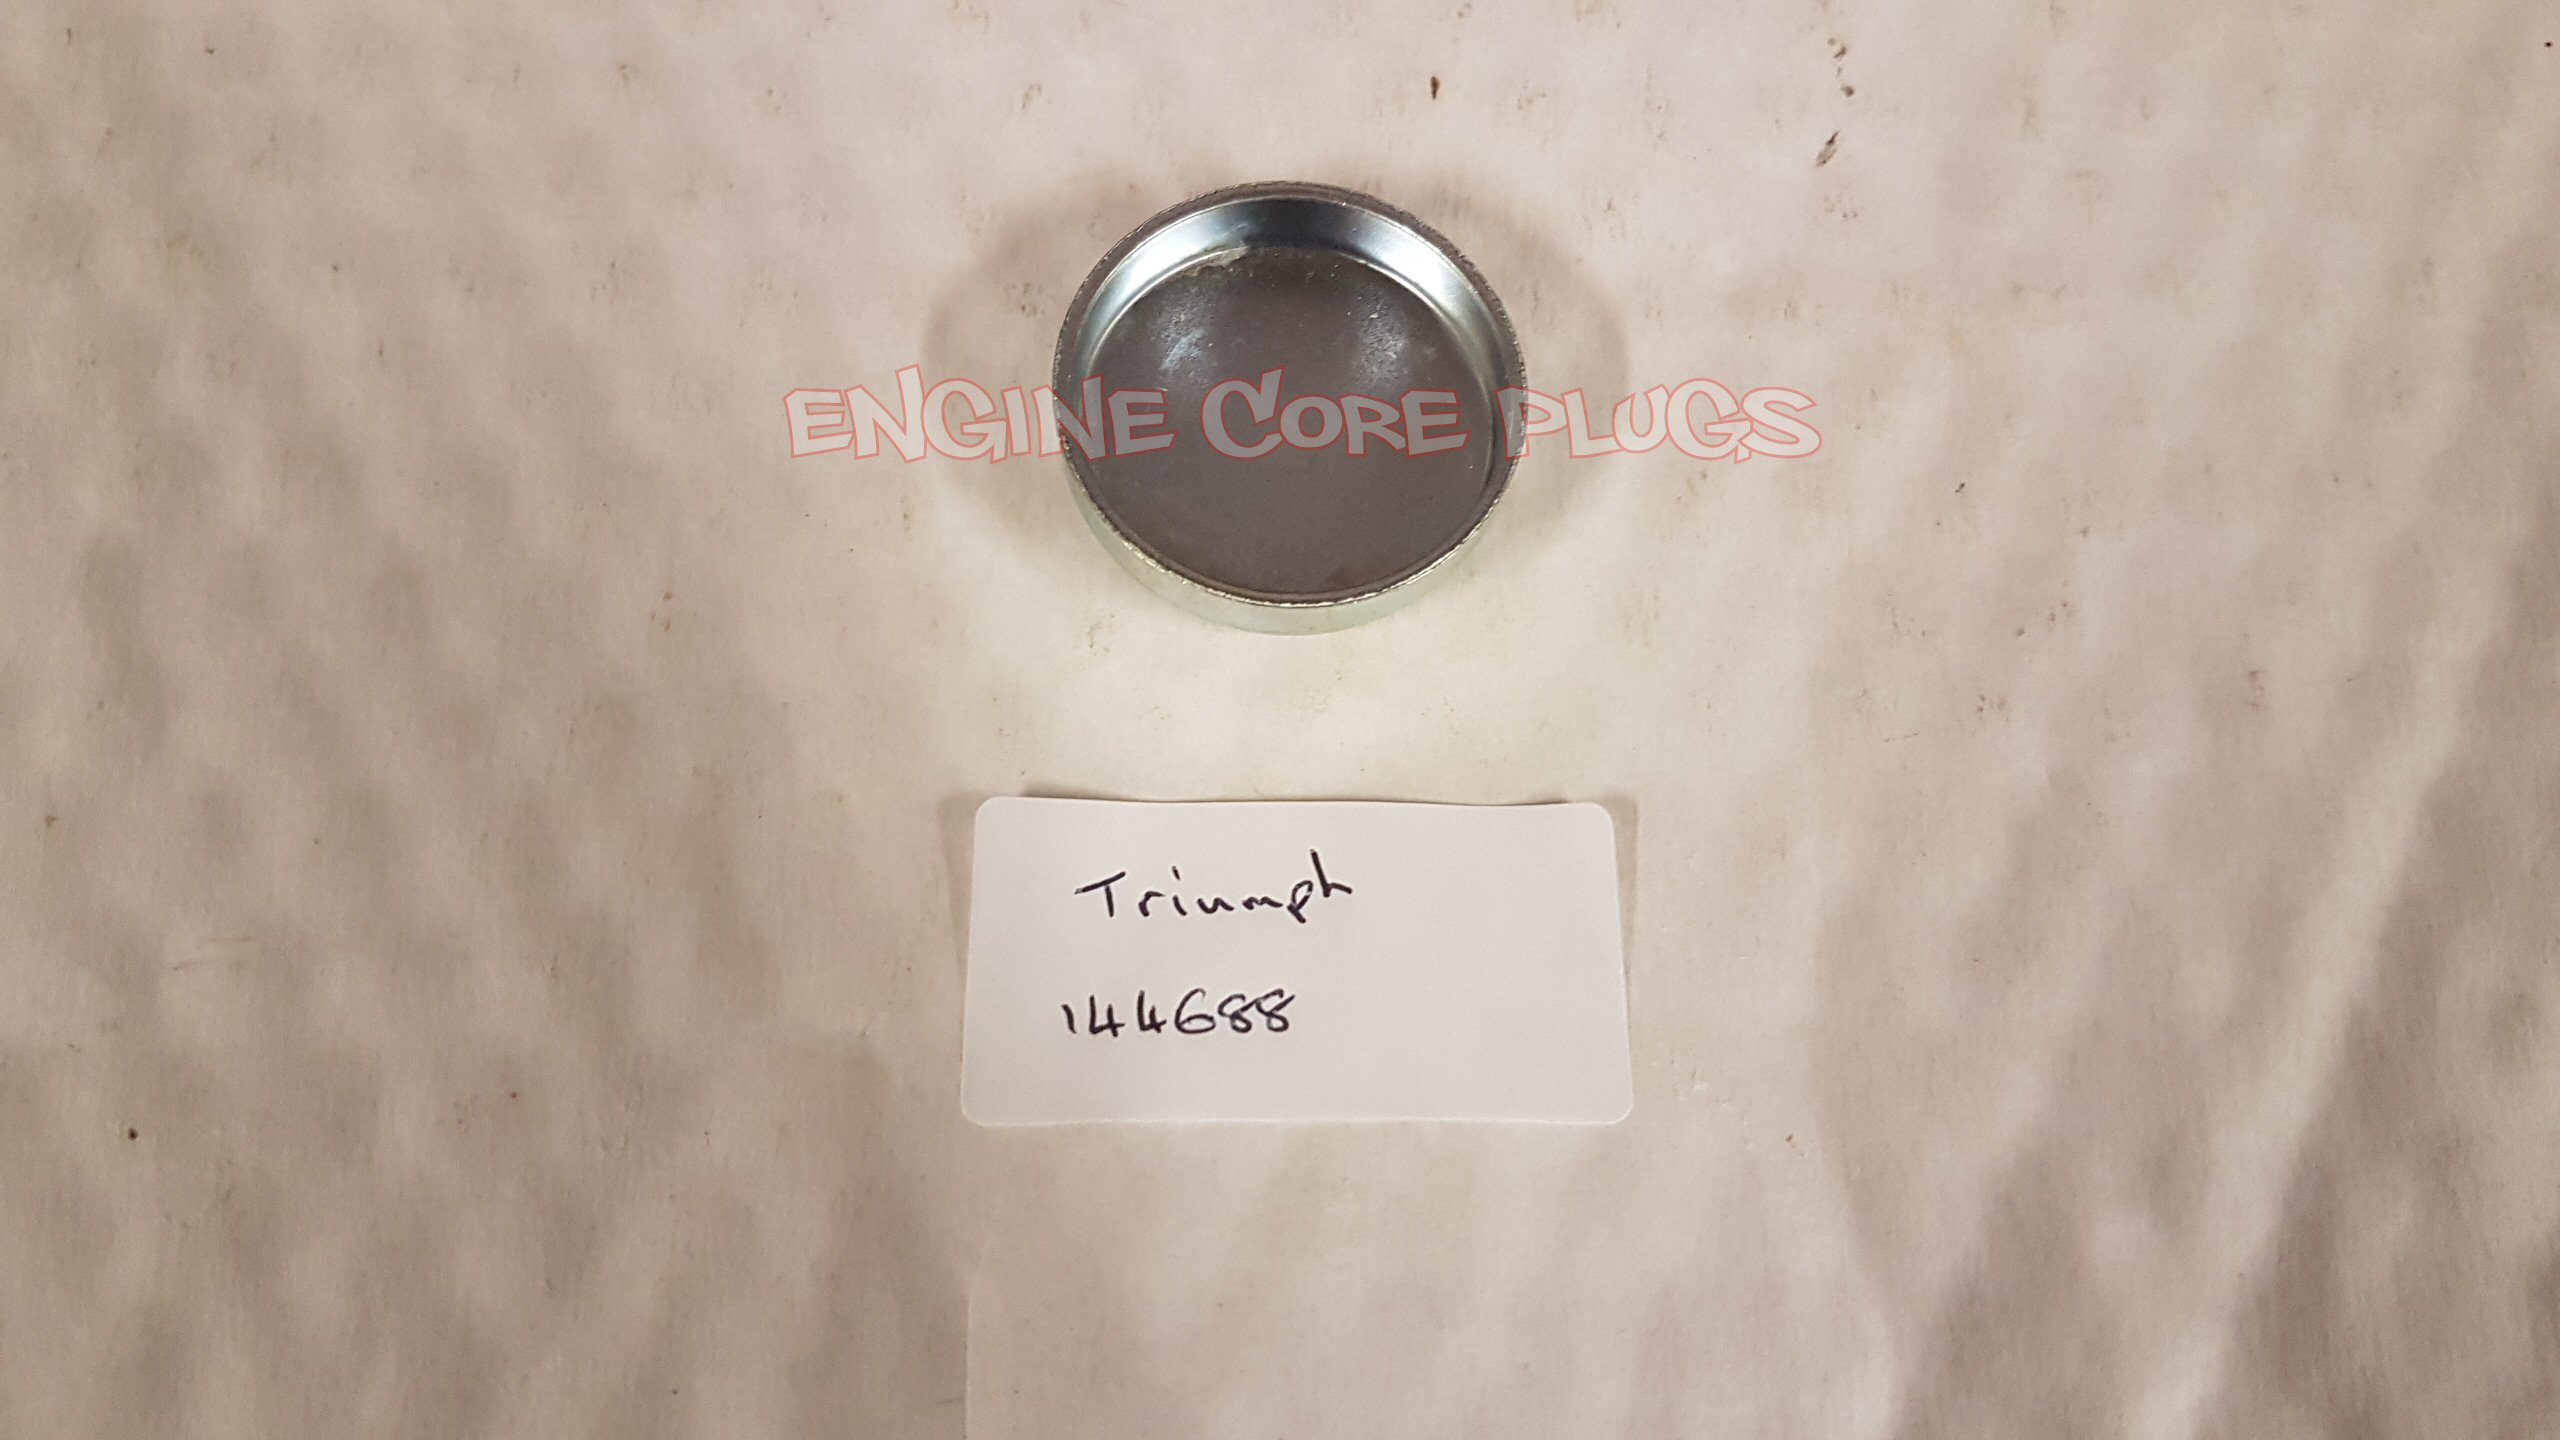 ENGINE CORE PLUGS
Triumph
144688